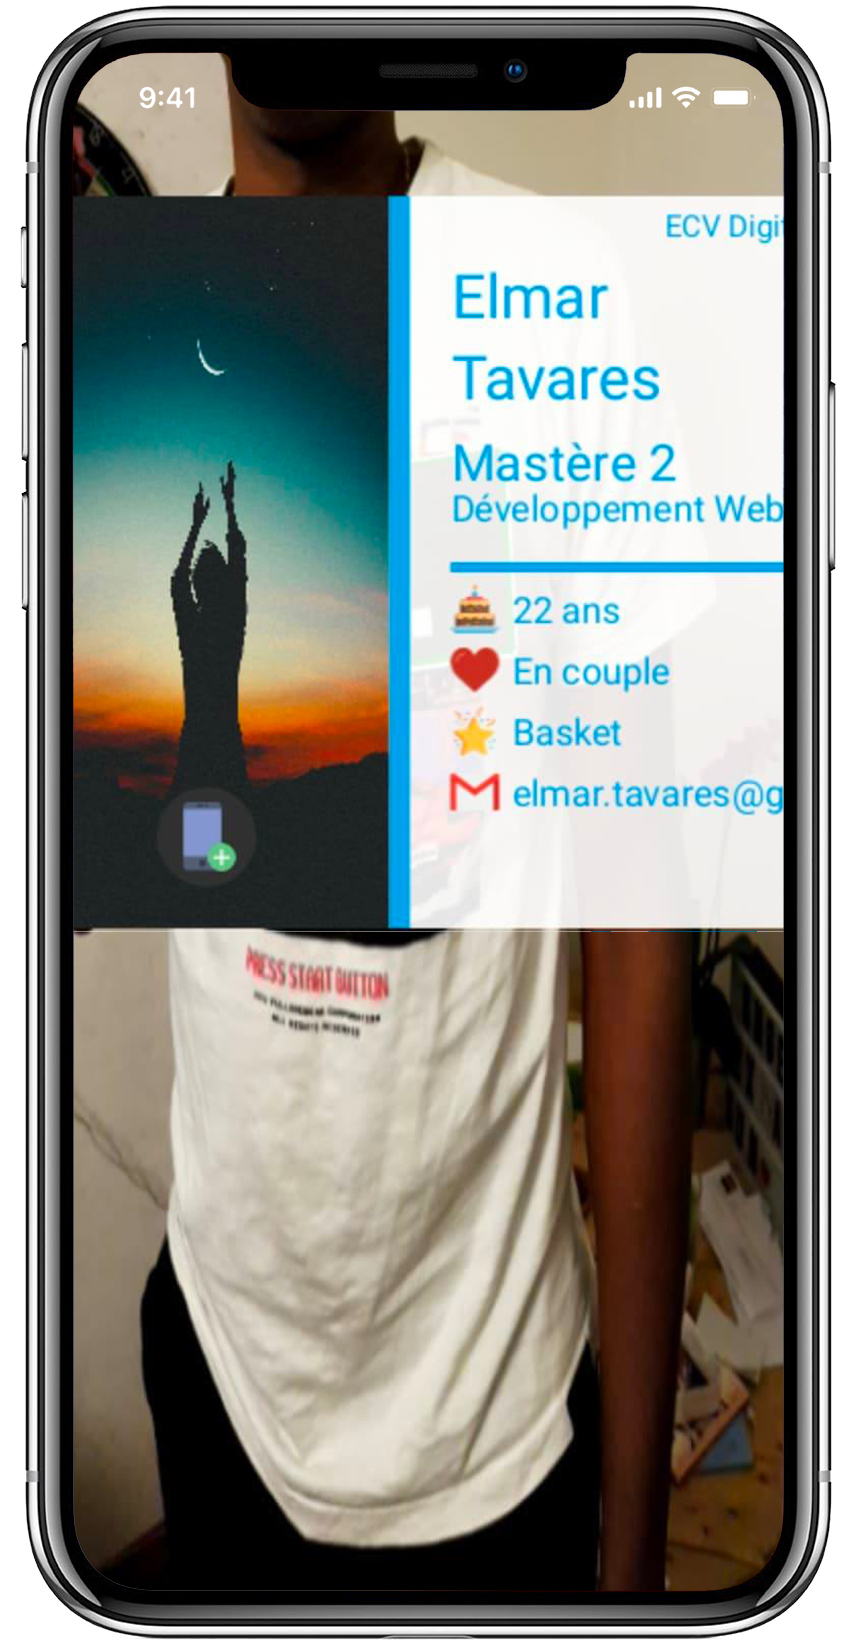 9:41
ECV Digi
Elmar
Tavares
Mastère 2
Développement Web
22 ans
En couple
Basket
elmar.tavares@g
PRESS START BUTTON